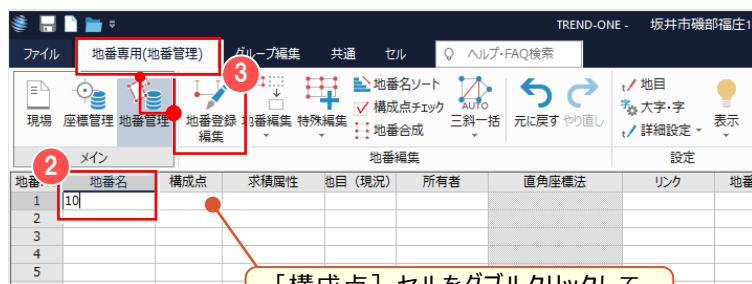 TREND-ONE - 坂井市磯部福庄1
ファイル 地番専用(地番管理) グループ編集 共通 セル ヘルプ・FAQ検索
3
現場 座標管理 地番管理 地番登録編集 地番編集 特殊編集 地番名ソート 構成点チェック 地番合成 AUTO 三斜一括 元に戻す やり直し 地目 大字・字 詳細設定 表示
メイン 地番編集 設定
2
地番 地番名 構成点 求積属性 地目（現況） 所有者 直角座標法 リンク 地番
1 10
2
3
4
5
［構成点］セルをダブルクリックして